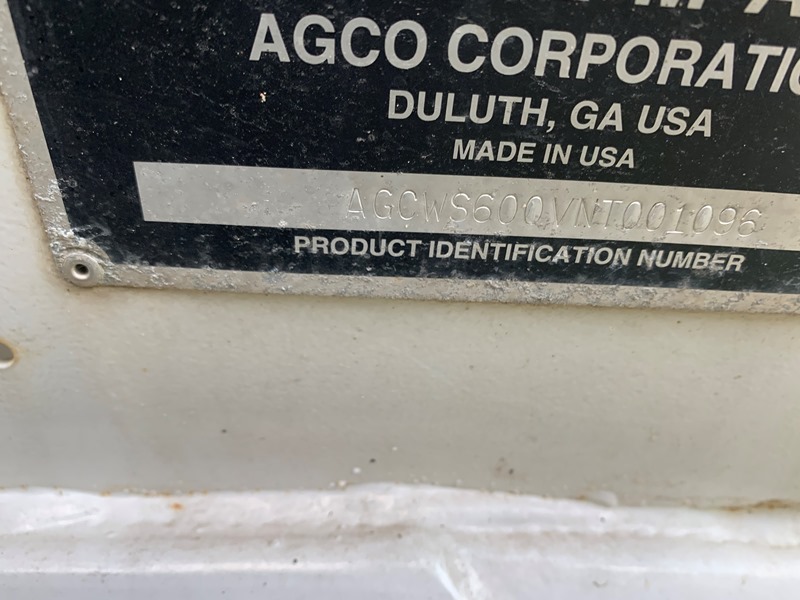 AGCO CORPORATIO
DULUTH, GA USA
MADE IN USA
AGCWS600VNT001096
PRODUCT IDENTIFICATION NUMBER